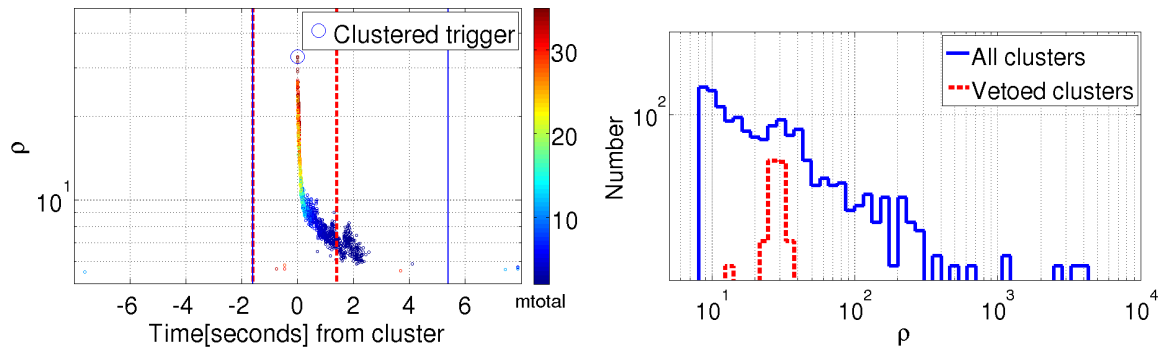 Clustered trigger
ρ
10^1
-6 -4 -2 0 2 4 6
Time[seconds] from cluster
30
20
10
mtotal
All clusters
Vetoed clusters
Number
10^2
10^1 10^2 10^3 10^4
ρ